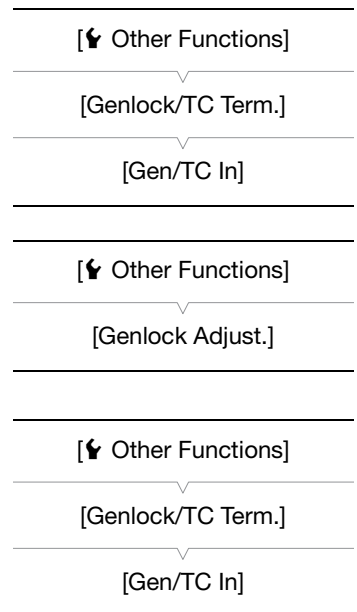 [ Other Functions]
[Genlock/TC Term.]
[Gen/TC In]
[ Other Functions]
[Genlock Adjust.]
[ Other Functions]
[Genlock/TC Term.]
[Gen/TC In]